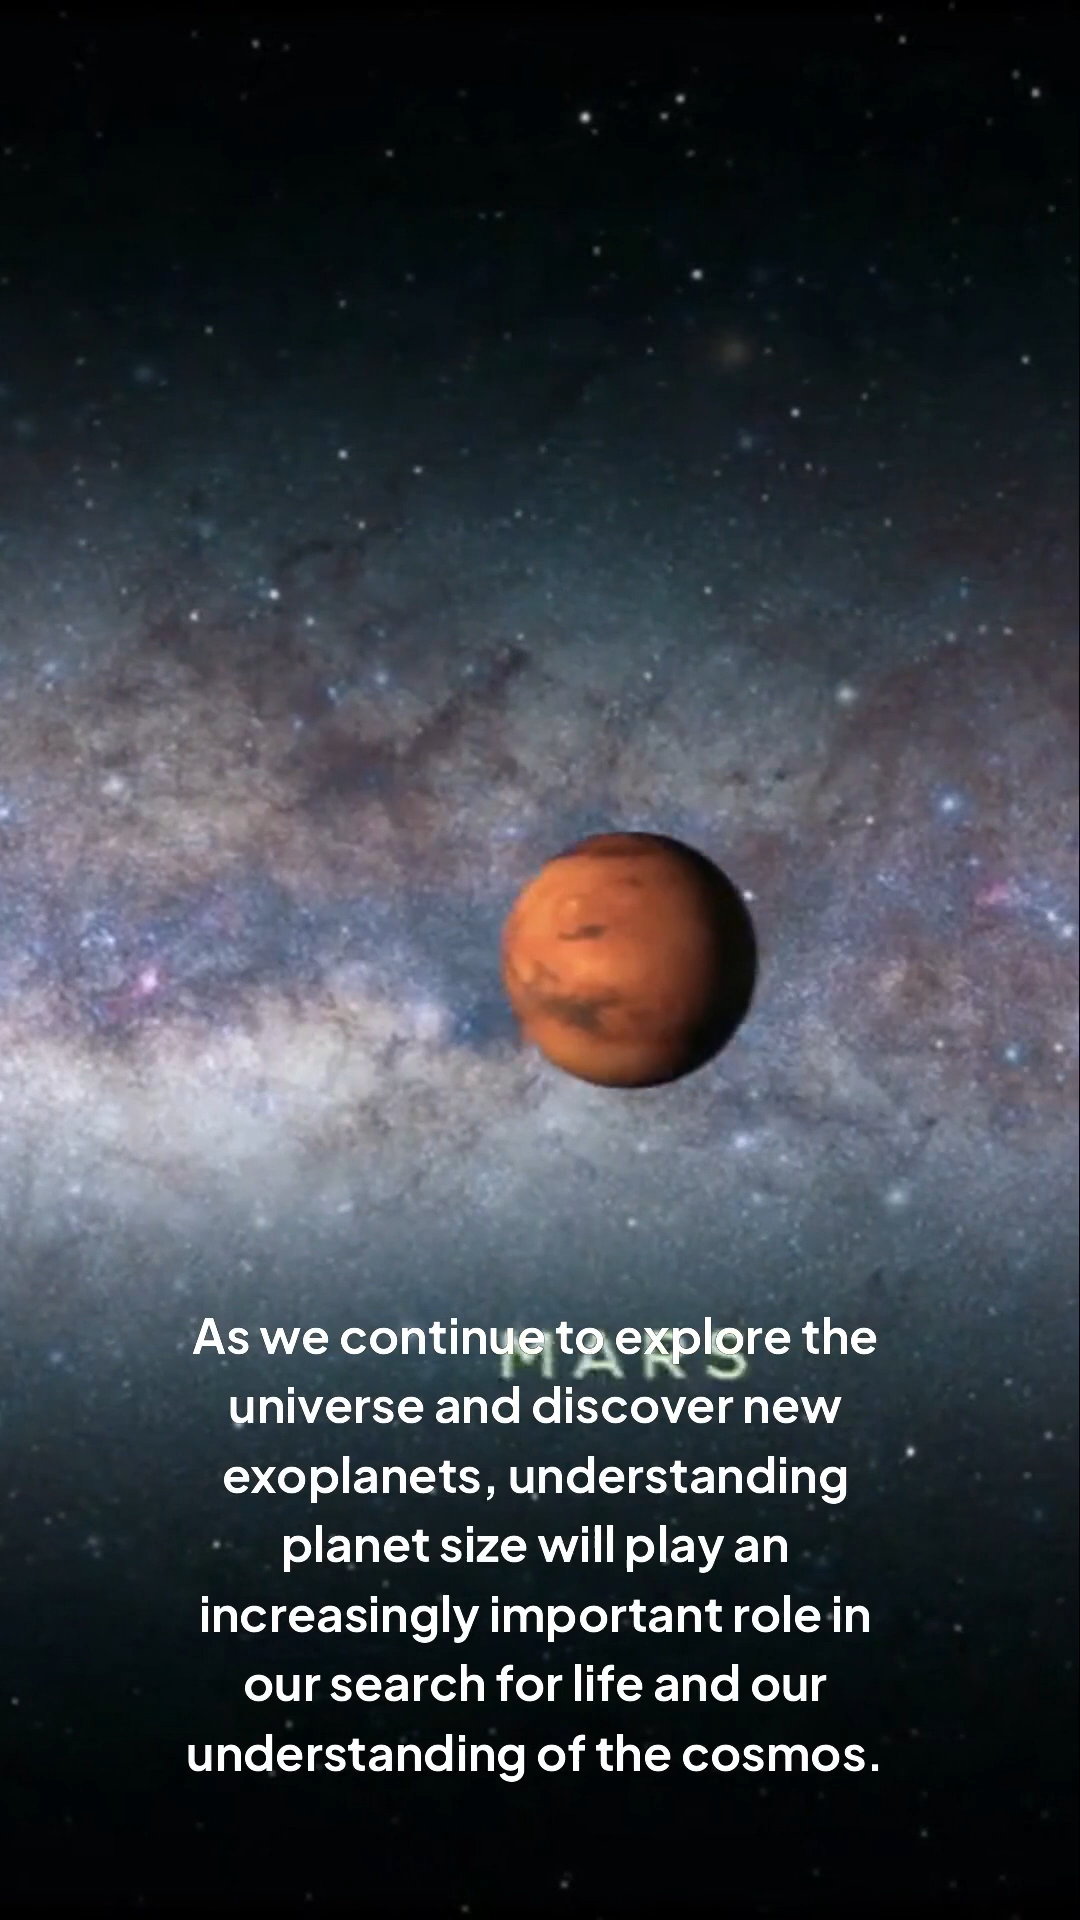 As we continue to explore the
MARS
universe and discover new
exoplanets, understanding
planet size will play an
increasingly important role in
our search for life and our
understanding of the cosmos.